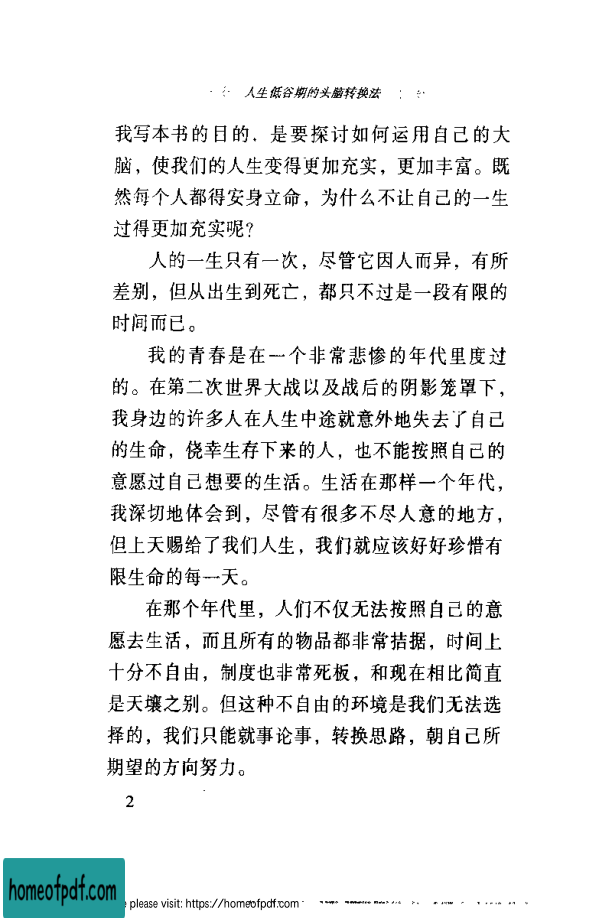 人生低谷期的头脑转换法
我写本书的目的，是要探讨如何运用自己的大
脑，使我们的人生变得更加充实，更加丰富。既
然每个人都得安身立命，为什么不让自己的一生
过得更加充实呢？
人的一生只有一次，尽管它因人而异，有所
差别，但从出生到死亡，都只不过是一段有限的
时间而已。
我的青春是在一个非常悲惨的年代里度过
的。在第二次世界大战以及战后的阴影笼罩下，
我身边的许多人在人生中途就意外地失去了自己
的生命，侥幸生存下来的人，也不能按照自己的
意愿过自己想要的生活。生活在那样一个年代，
我深切地体会到，尽管有很多不尽人意的地方，
但上天赐给了我们人生，我们就应该好好珍惜有
限生命的每一天。
在那个年代里，人们不仅无法按照自己的意
愿去生活，而且所有的物品都非常拮据，时间上
十分不自由，制度也非常死板，和现在相比简直
是天壤之别。但这种不自由的环境是我们无法选
择的，我们只能就事论事，转换思路，朝自己所
期望的方向努力。
2
homeofpdf.com
please visit: https://homeofpdf.com